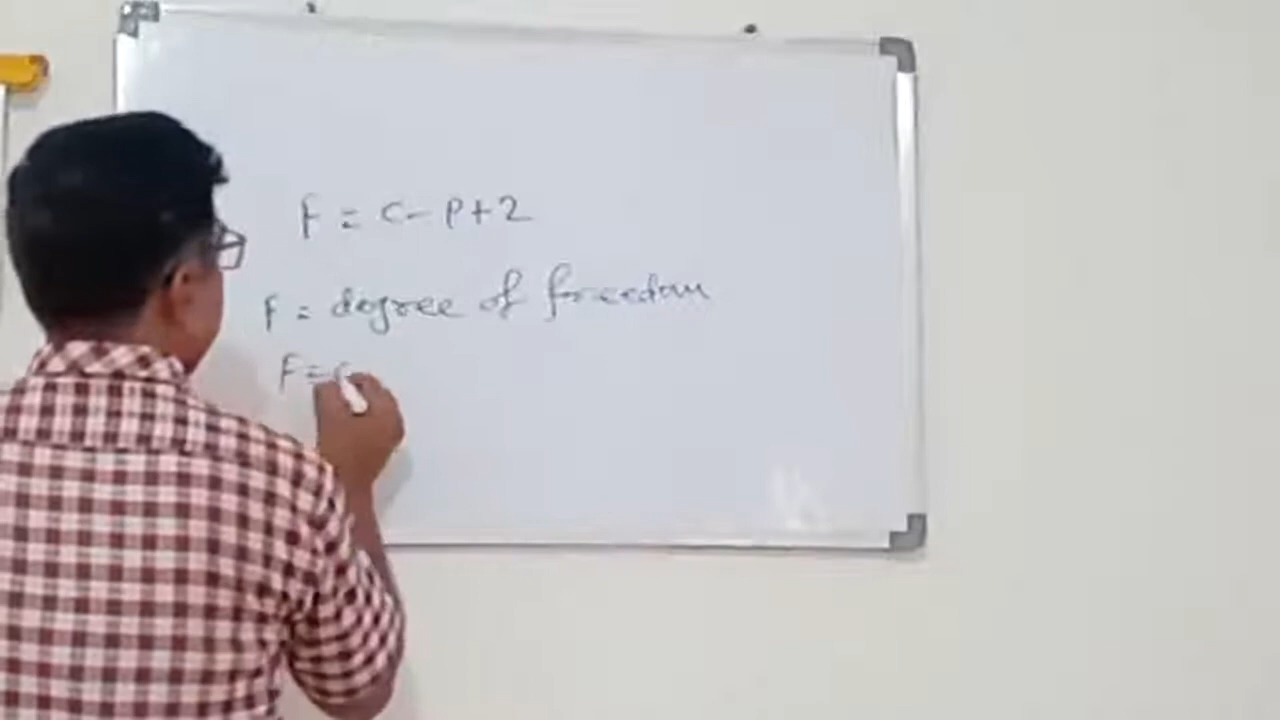 F = C - P + 2
F = degree of freedom
F =